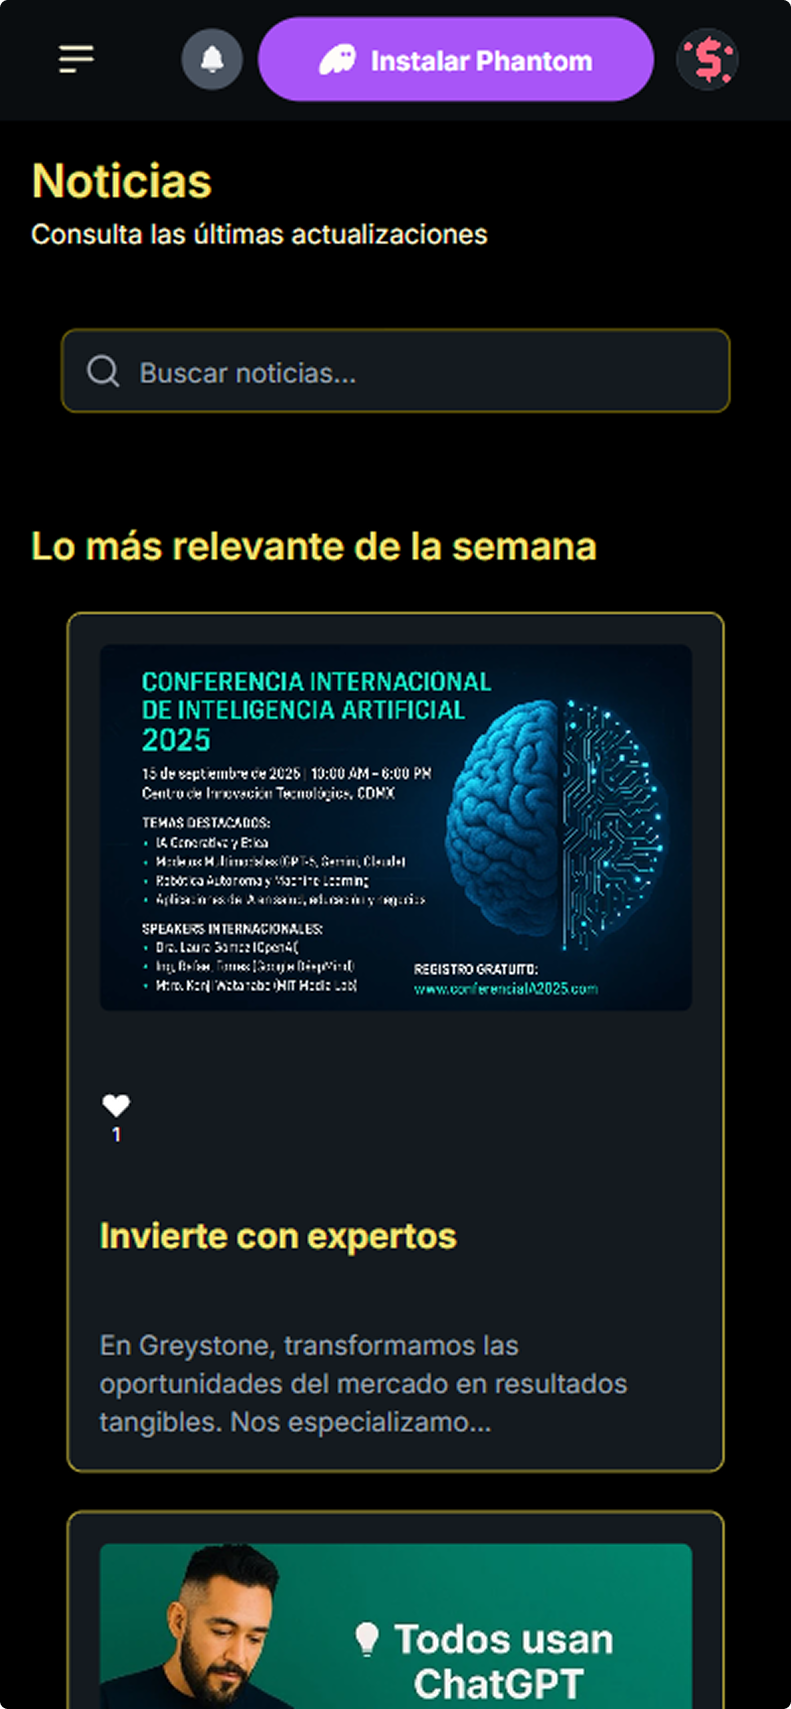 Instalar Phantom
Noticias
Consulta las últimas actualizaciones
Buscar noticias...
Lo más relevante de la semana
CONFERENCIA INTERNACIONAL
DE INTELIGENCIA ARTIFICIAL
2025
15 de septiembre de 2025 | 10:00 AM – 6:00 PM
Centro de Innovación Tecnológica, CDMX
TEMAS DESTACADOS:
• IA Generativa y Ética
• Modelos Multimodales (GPT-5, Gemini, Claude)
• Robótica Autonoma y Machine Learning
• Aplicaciones de IA en salud, educación y negocios
SPEAKERS INTERNACIONALES:
• Dra. Laura Gómez (OpenAI)
• Ing. Rafael Torres (Google DeepMind)
• Mtro. Kenji Watanabe (MIT Media Lab)
REGISTRO GRATUITO:
www.conferenciaIA2025.com
1
Invierte con expertos
En Greystone, transformamos las
oportunidades del mercado en resultados
tangibles. Nos especializamo...
Todos usan
ChatGPT